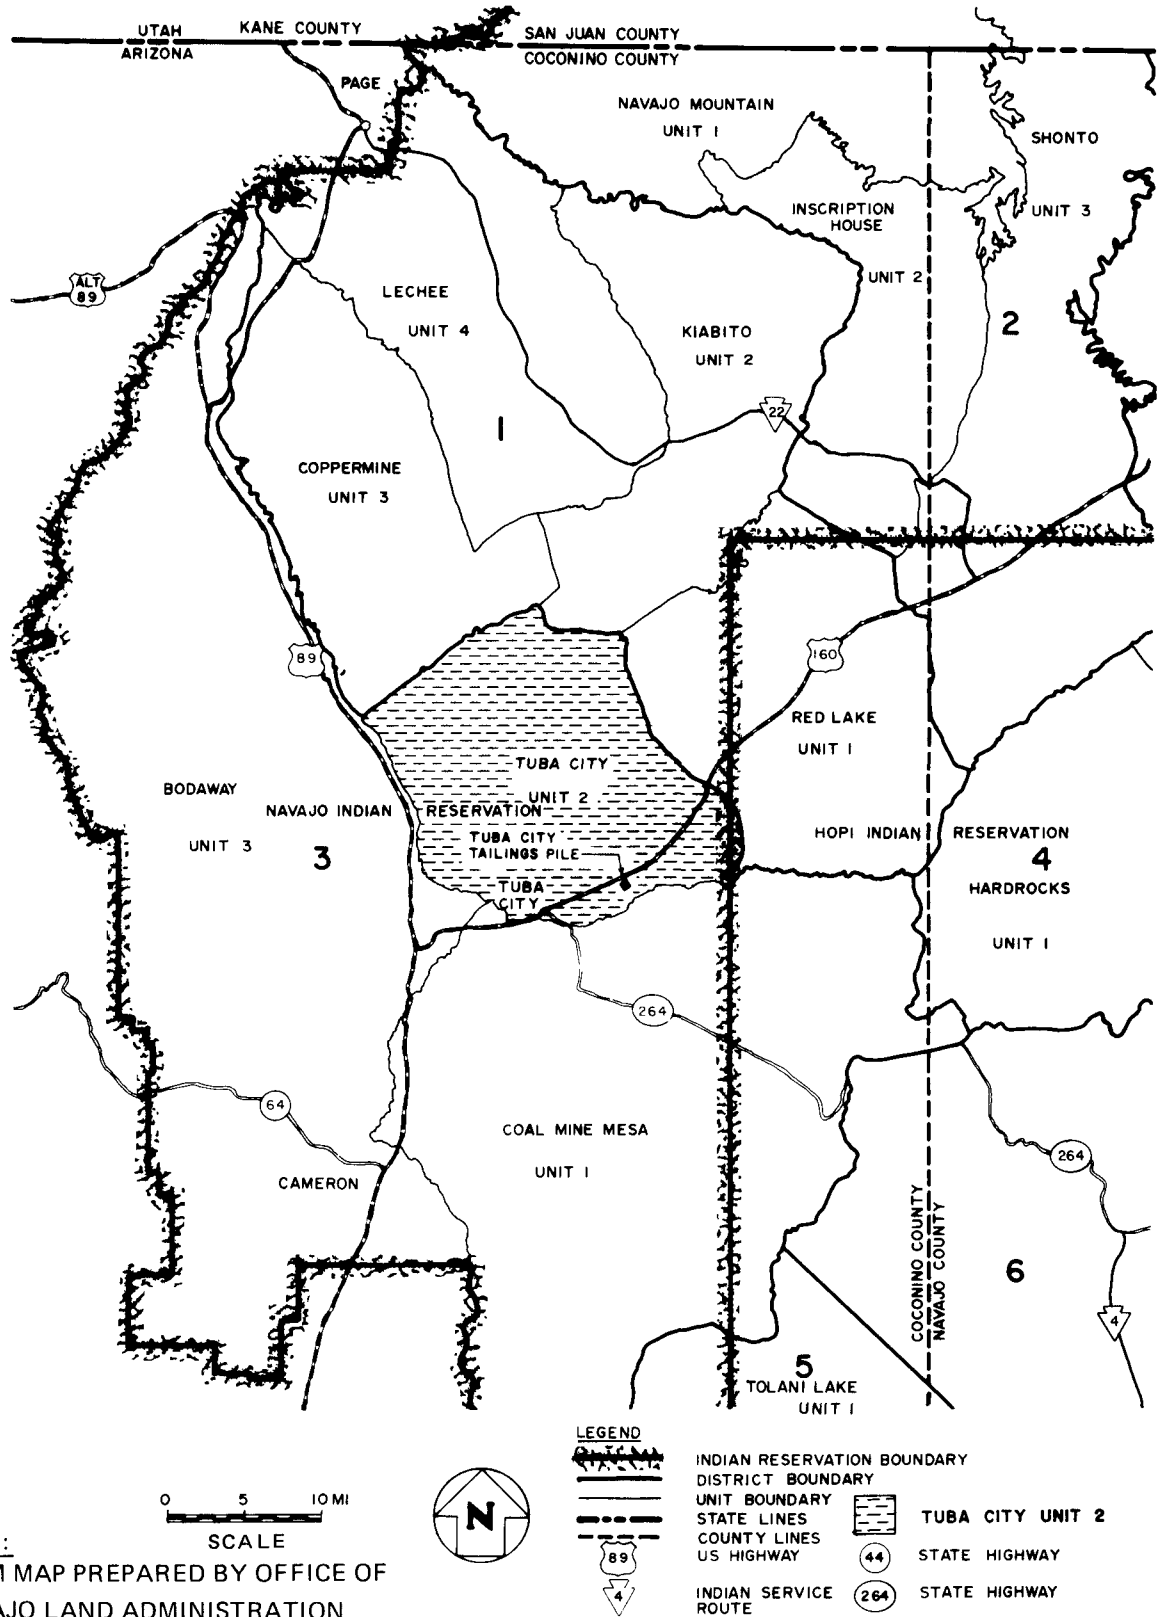 UTAH
KANE COUNTY
SAN JUAN COUNTY
ARIZONA
COCONINO COUNTY
PAGE
NAVAJO MOUNTAIN
UNIT 1
SHONTO
UNIT 3
INSCRIPTION
HOUSE
UNIT 2
ALT
89
LECHEE
UNIT 4
KIABITO
UNIT 2
2
22
1
COPPERMINE
UNIT 3
89
160
RED LAKE
UNIT 1
TUBA CITY
UNIT 2
BODAWAY
UNIT 3
NAVAJO INDIAN RESERVATION
3
TUBA CITY
TAILINGS PILE
TUBA
CITY
HOPI INDIAN RESERVATION
4
HARDROCKS
UNIT 1
264
64
COAL MINE MESA
UNIT 1
CAMERON
264
COCONINO COUNTY
NAVAJO COUNTY
6
4
5
TOLANI LAKE
UNIT 1
LEGEND
INDIAN RESERVATION BOUNDARY
DISTRICT BOUNDARY
UNIT BOUNDARY
STATE LINES
COUNTY LINES
89 US HIGHWAY
4 INDIAN SERVICE
ROUTE
TUBA CITY UNIT 2
44 STATE HIGHWAY
264 STATE HIGHWAY
N
0 5 10 MI
SCALE
MAP PREPARED BY OFFICE OF
LAND ADMINISTRATION